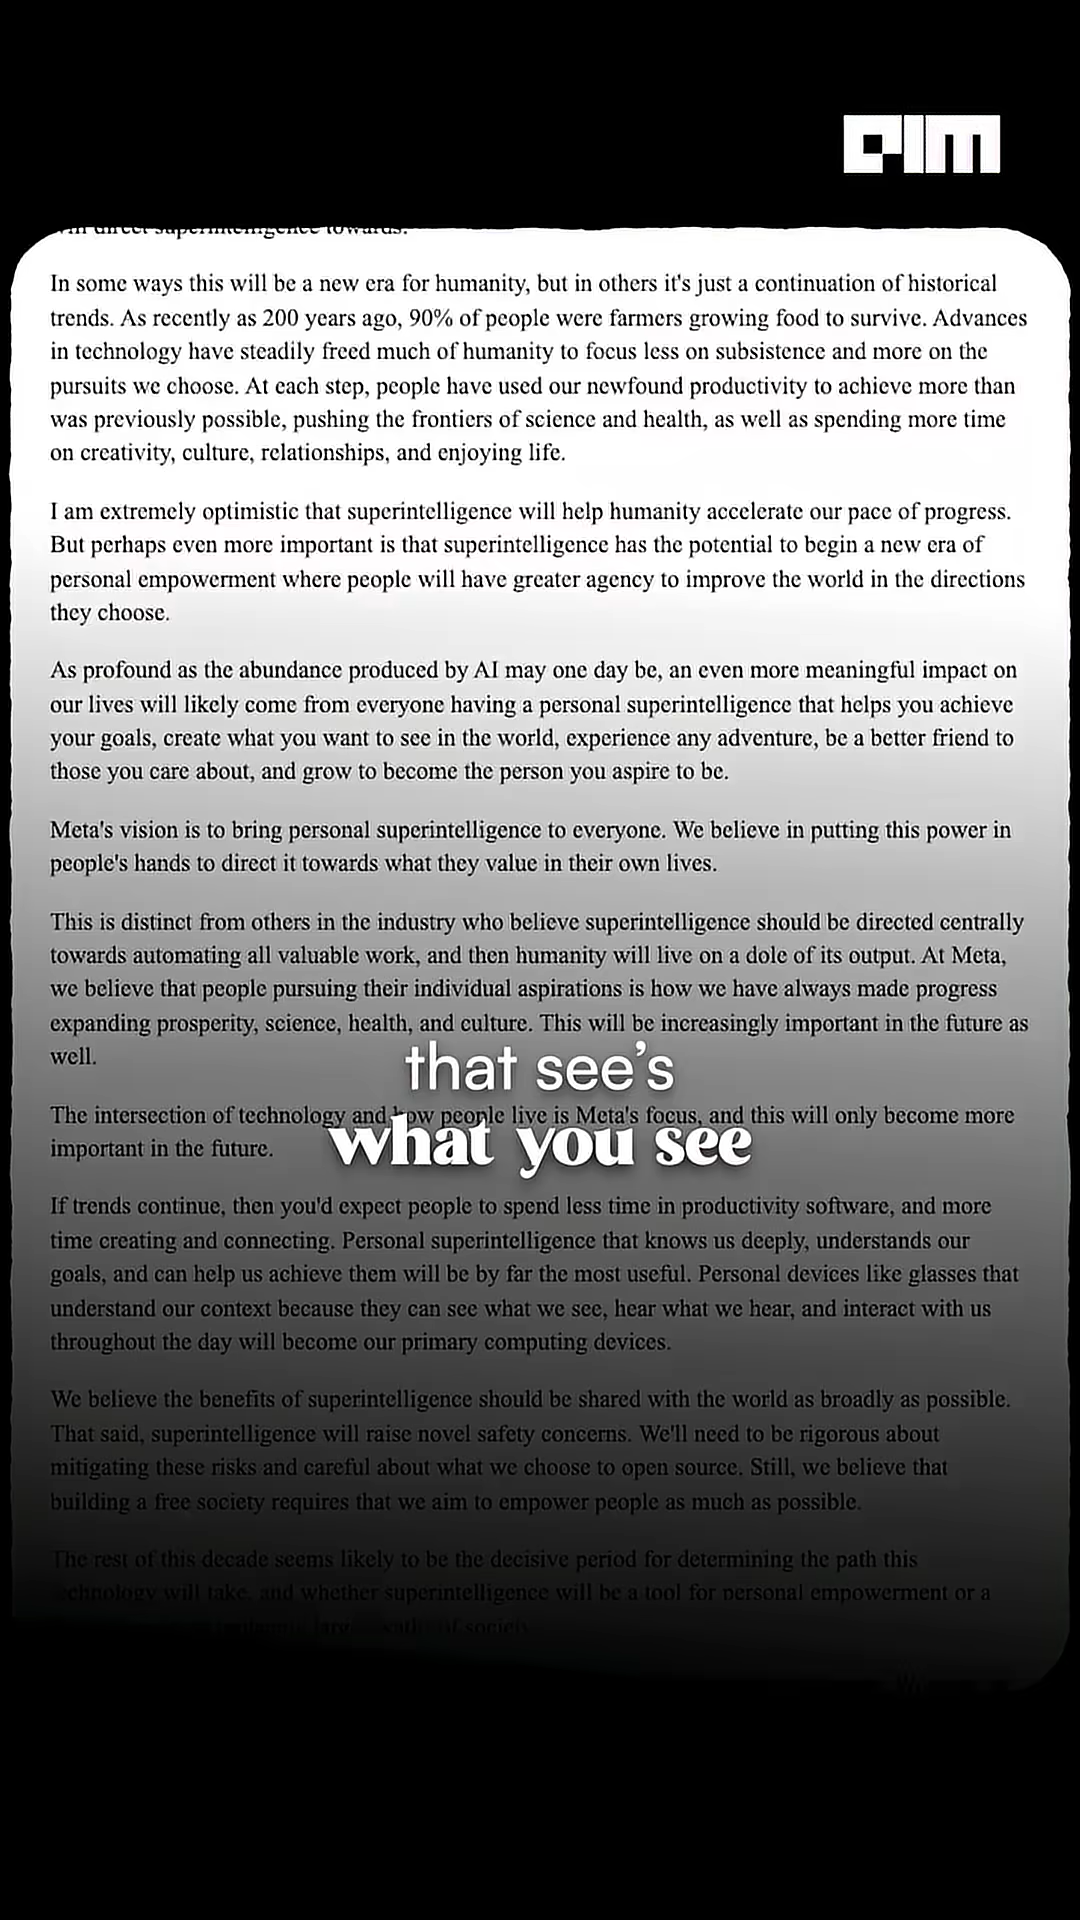 AIM
will direct superintelligence towards.
In some ways this will be a new era for humanity, but in others it's just a continuation of historical
trends. As recently as 200 years ago, 90% of people were farmers growing food to survive. Advances
in technology have steadily freed much of humanity to focus less on subsistence and more on the
pursuits we choose. At each step, people have used our newfound productivity to achieve more than
was previously possible, pushing the frontiers of science and health, as well as spending more time
on creativity, culture, relationships, and enjoying life.
I am extremely optimistic that superintelligence will help humanity accelerate our pace of progress.
But perhaps even more important is that superintelligence has the potential to begin a new era of
personal empowerment where people will have greater agency to improve the world in the directions
they choose.
As profound as the abundance produced by AI may one day be, an even more meaningful impact on
our lives will likely come from everyone having a personal superintelligence that helps you achieve
your goals, create what you want to see in the world, experience any adventure, be a better friend to
those you care about, and grow to become the person you aspire to be.
Meta's vision is to bring personal superintelligence to everyone. We believe in putting this power in
people's hands to direct it towards what they value in their own lives.
This is distinct from others in the industry who believe superintelligence should be directed centrally
towards automating all valuable work, and then humanity will live on a dole of its output. At Meta,
we believe that people pursuing their individual aspirations is how we have always made progress
expanding prosperity, science, health, and culture. This will be increasingly important in the future as
well.
that see's
The intersection of technology and how people live is Meta's focus, and this will only become more
what you see
important in the future.
If trends continue, then you'd expect people to spend less time in productivity software, and more
time creating and connecting. Personal superintelligence that knows us deeply, understands our
goals, and can help us achieve them will be by far the most useful. Personal devices like glasses that
understand our context because they can see what we see, hear what we hear, and interact with us
throughout the day will become our primary computing devices.
We believe the benefits of superintelligence should be shared with the world as broadly as possible.
That said, superintelligence will raise novel safety concerns. We'll need to be rigorous about
mitigating these risks and careful about what we choose to open source. Still, we believe that
building a free society requires that we aim to empower people as much as possible.
The rest of this decade seems likely to be the decisive period for determining the path this
technology will take, and whether superintelligence will be a tool for personal empowerment or a
of society